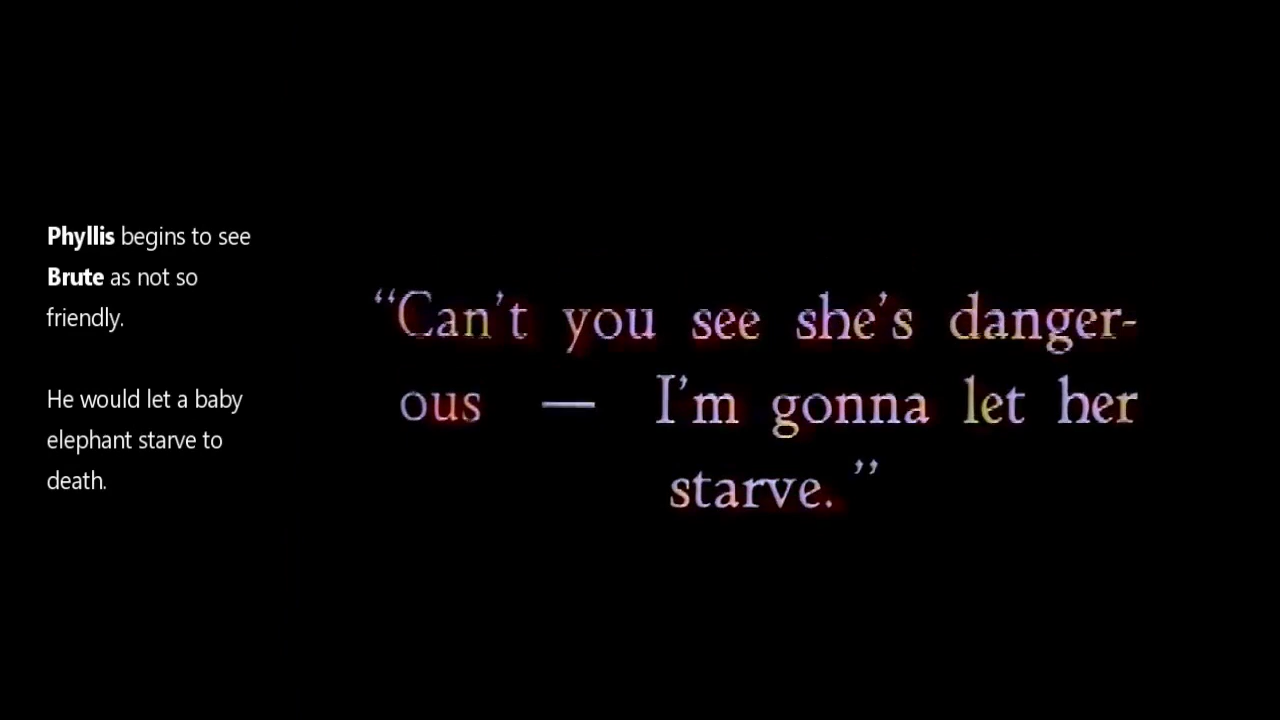 Phyllis begins to see
Brute as not so
friendly.
He would let a baby
elephant starve to
death.
“Can’t you see she’s danger-
ous — I’m gonna let her
starve.”